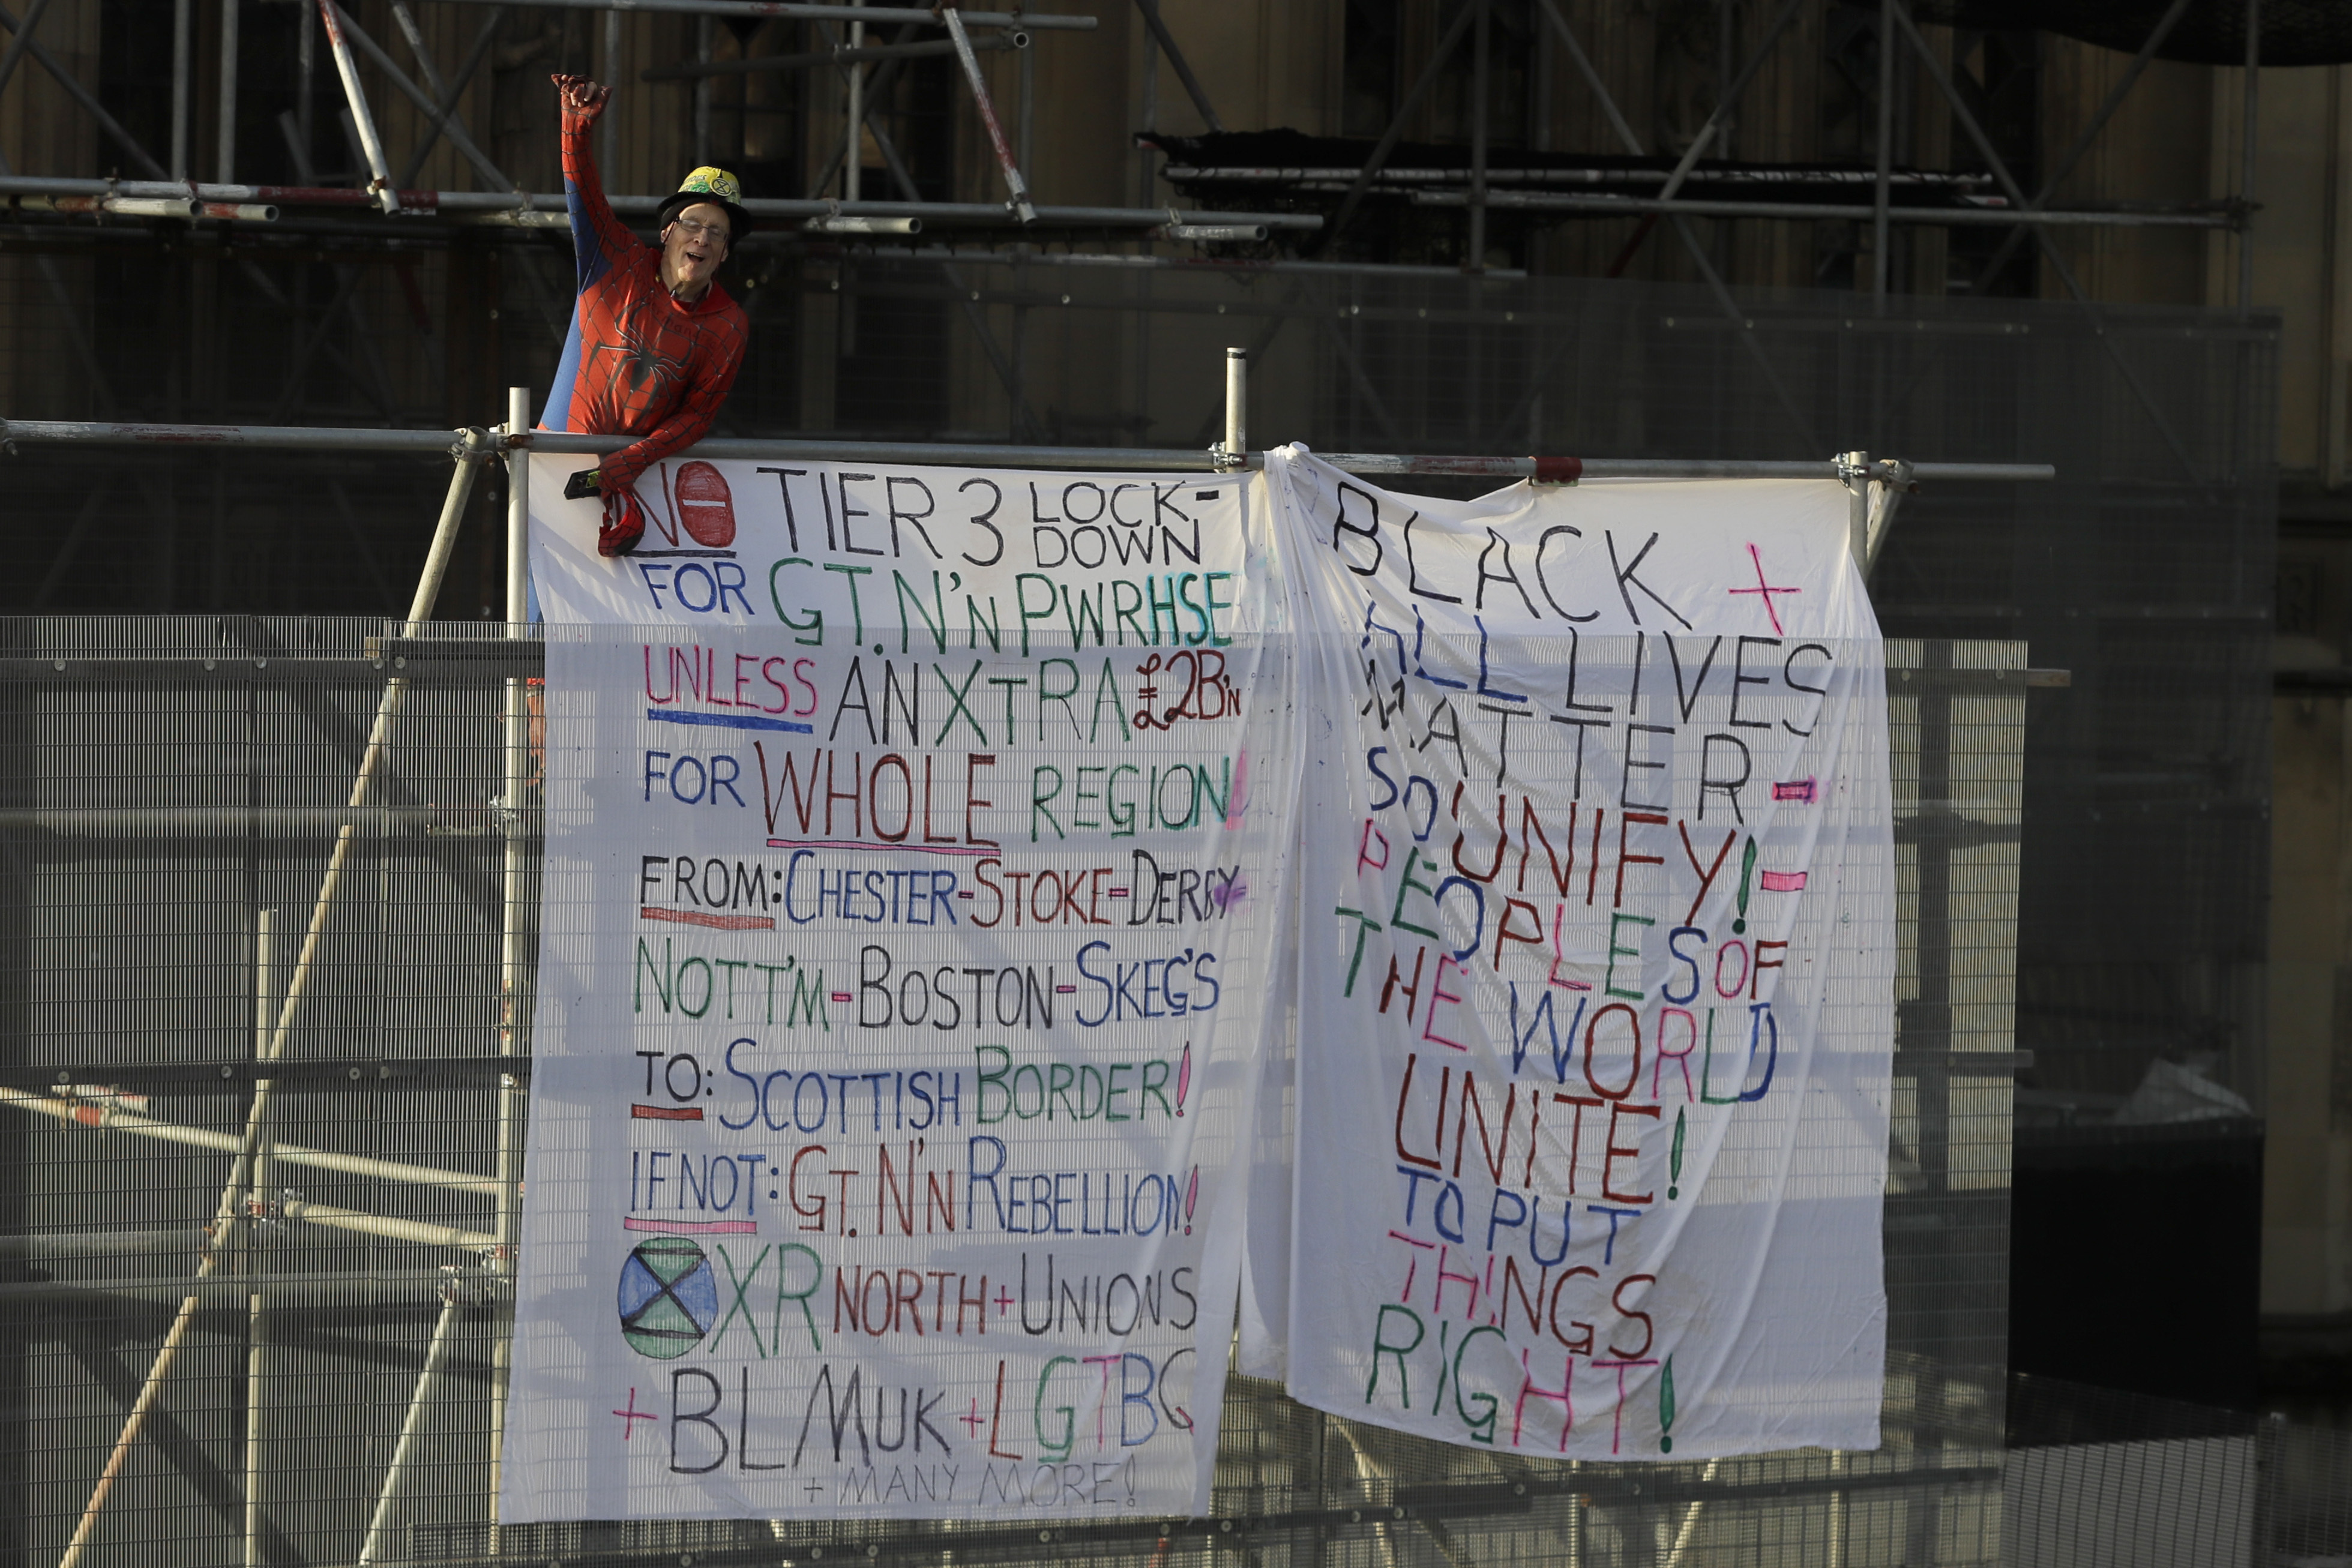 NO TIER 3 LOCK-
DOWN
FOR GT. N'N PWRHSE
UNLESS AN XTRA £2B'N
FOR WHOLE REGION
FROM: CHESTER-STOKE-DERBY-
NOTT'M-BOSTON-SKEG'S
TO: SCOTTISH BORDER!
IF NOT: GT. N'N REBELLION!
XR NORTH + UNIONS
+ BLMUK + LGTBQ
+ MANY MORE!
BLACK +
ALL LIVES
MATTER-
SO UNIFY!-
PEOPLES OF
THE WORLD
UNITE!
TO PUT
THINGS
RIGHT!